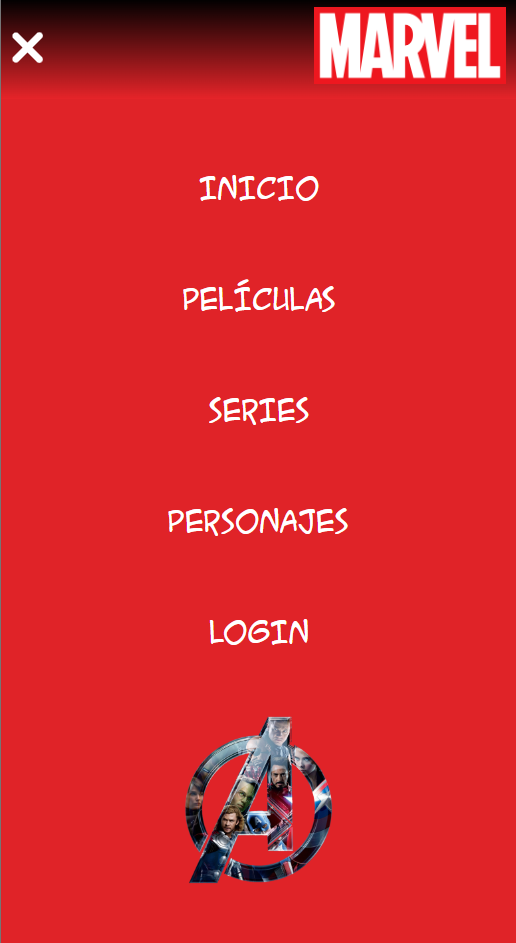 MARVEL
INICIO
PELÍCULAS
SERIES
PERSONAJES
LOGIN